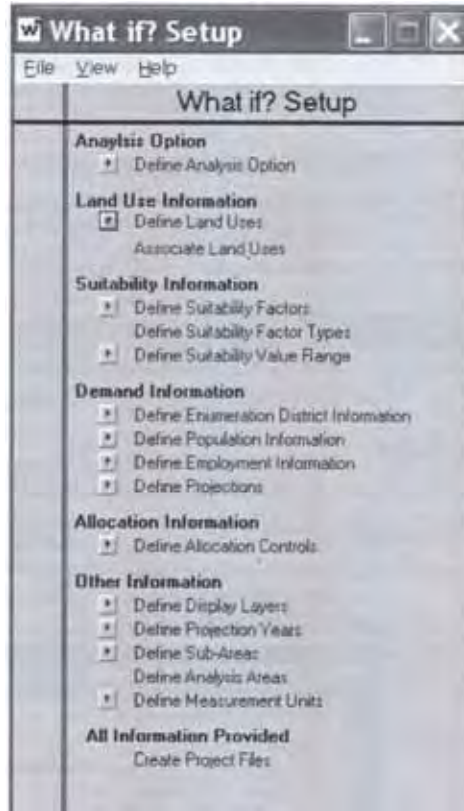 What if? Setup
File View Help
What if? Setup
Anaylsis Option
Define Analysis Option
Land Use Information
Define Land Uses
Associate Land Uses
Suitability Information
Define Suitability Factors
Define Suitability Factor Types
Define Suitability Value Range
Demand Information
Define Enumeration District Information
Define Population Information
Define Employment Information
Define Projections
Allocation Information
Define Allocation Controls
Other Information
Define Display Layers
Define Projection Years
Define Sub-Areas
Define Analysis Areas
Define Measurement Units
All Information Provided
Create Project Files